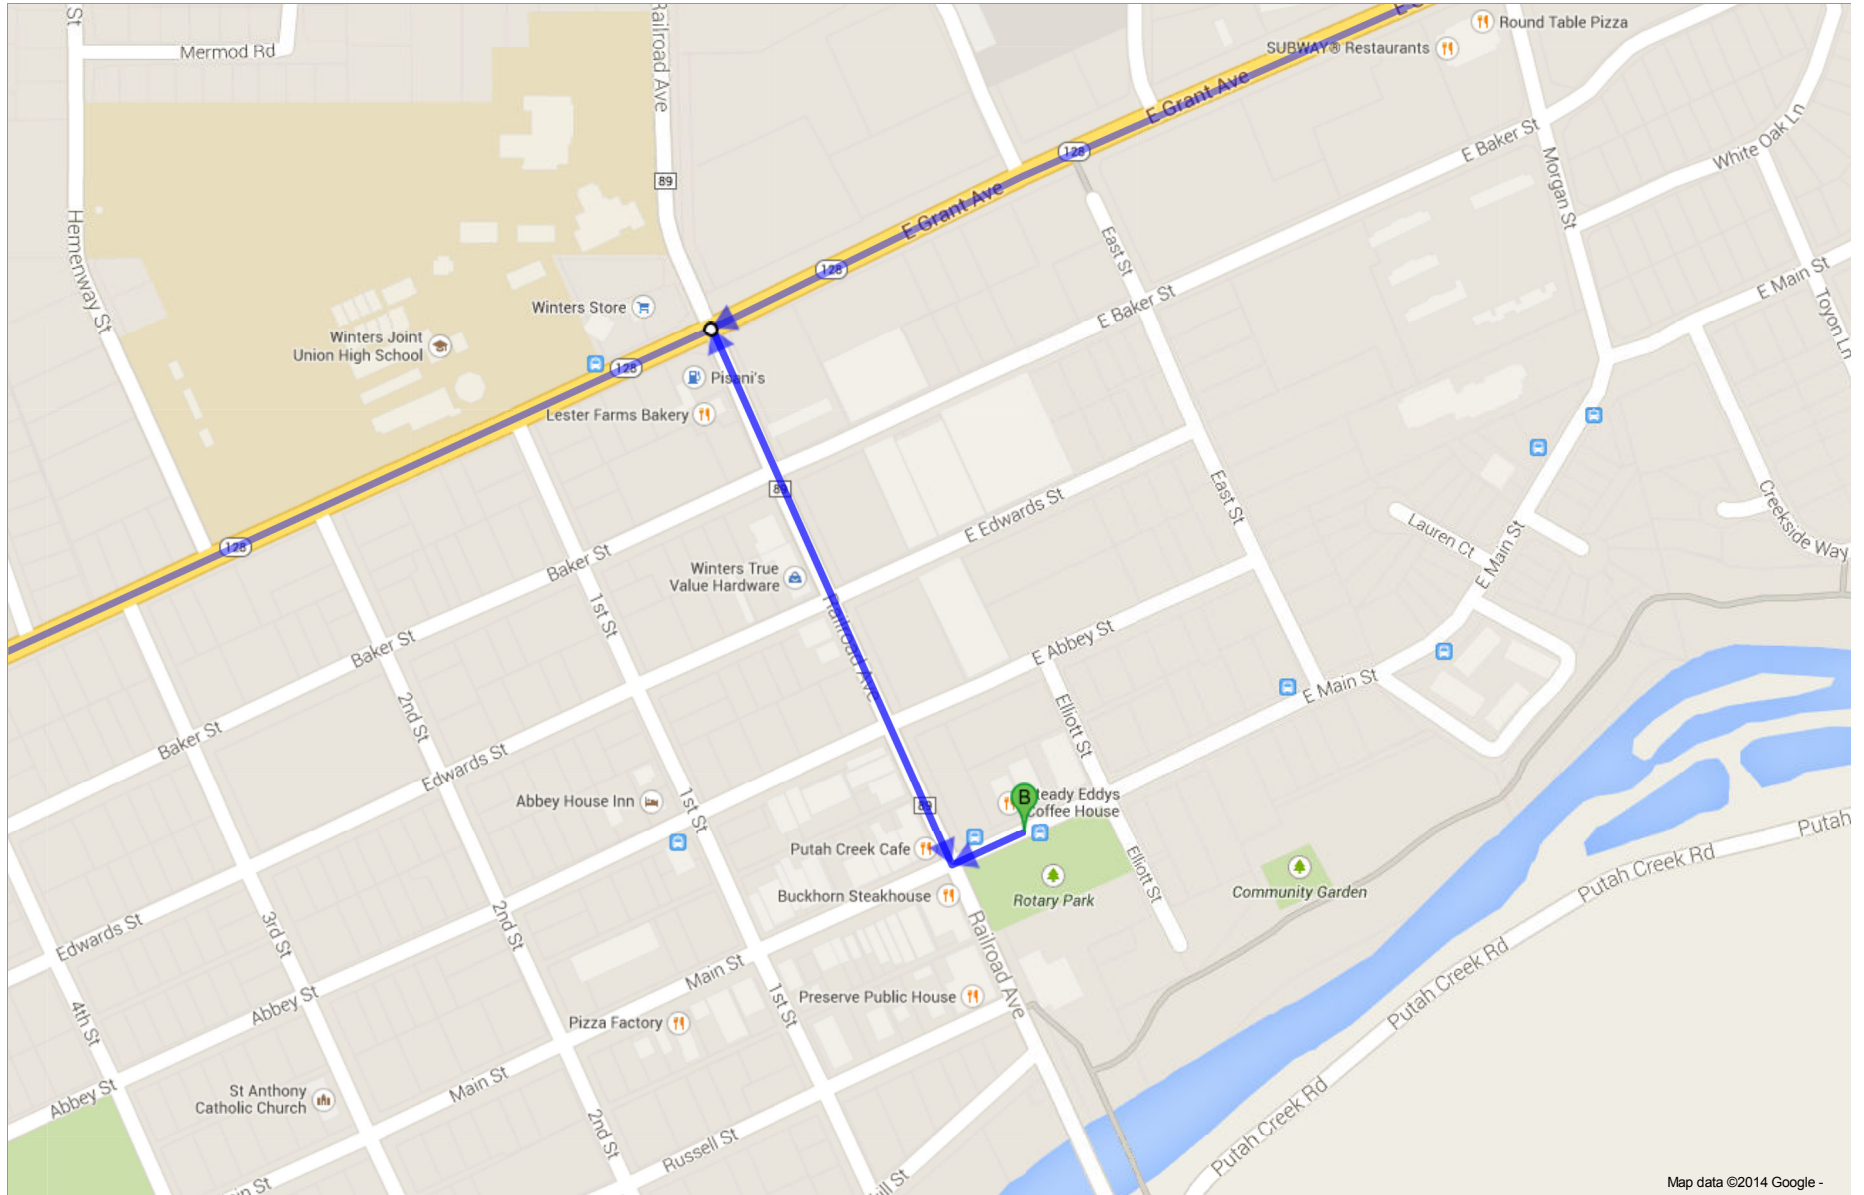 St
Mermod Rd
Railroad Ave
Round Table Pizza
SUBWAY® Restaurants
E Grant Ave
128
E Baker St
White Oak Ln
Morgan St
89
E Grant Ave
Hemenway St
East St
128
E Main St
Toyon Ln
Winters Store
E Baker St
Winters Joint
Union High School
128
Pisani's
Lester Farms Bakery
89
East St
E Edwards St
Creekside Way
Lauren Ct
E Main St
128
Baker St
Winters True
Value Hardware
1st St
Railroad Ave
E Abbey St
Baker St
2nd St
Elliott St
E Main St
Baker St
Edwards St
Abbey House Inn
1st St
89
B
Steady Eddys
Coffee House
Putah Creek Cafe
Elliott St
Putah
Putah Creek Rd
Buckhorn Steakhouse
Rotary Park
Community Garden
Edwards St
3rd St
2nd St
Railroad Ave
Main St
Putah Creek Rd
Abbey St
4th St
1st St
Preserve Public House
Pizza Factory
St Anthony
Catholic Church
Abbey St
Main St
2nd St
Russell St
Putah Creek Rd
St
St
Map data ©2014 Google -